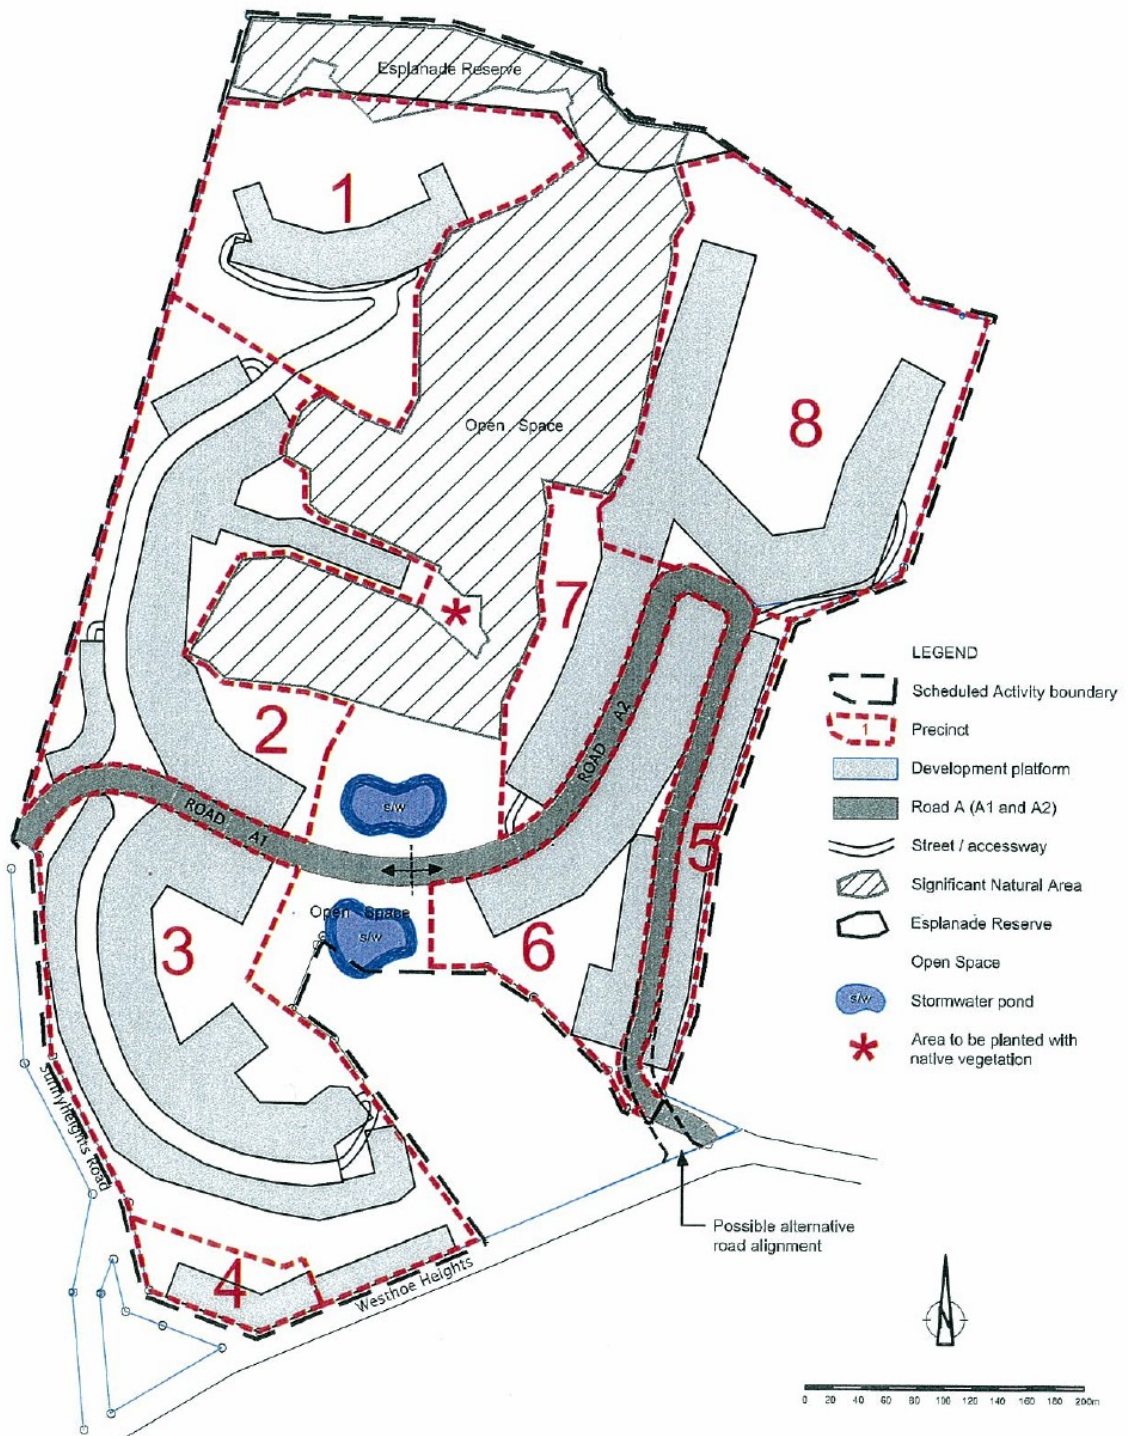 Esplanade Reserve
1
8
Open Space
7
*
2
ROAD A2
s/w
ROAD A1
5
Open Space
s/w
3
6
Sunnyheights Road
4
Westhoe Heights
Possible alternative
road alignment
LEGEND
Scheduled Activity boundary
1
Precinct
Development platform
Road A (A1 and A2)
Street / accessway
Significant Natural Area
Esplanade Reserve
Open Space
s/w
Stormwater pond
*
Area to be planted with
native vegetation
N
0 20 40 60 80 100 120 140 160 200m